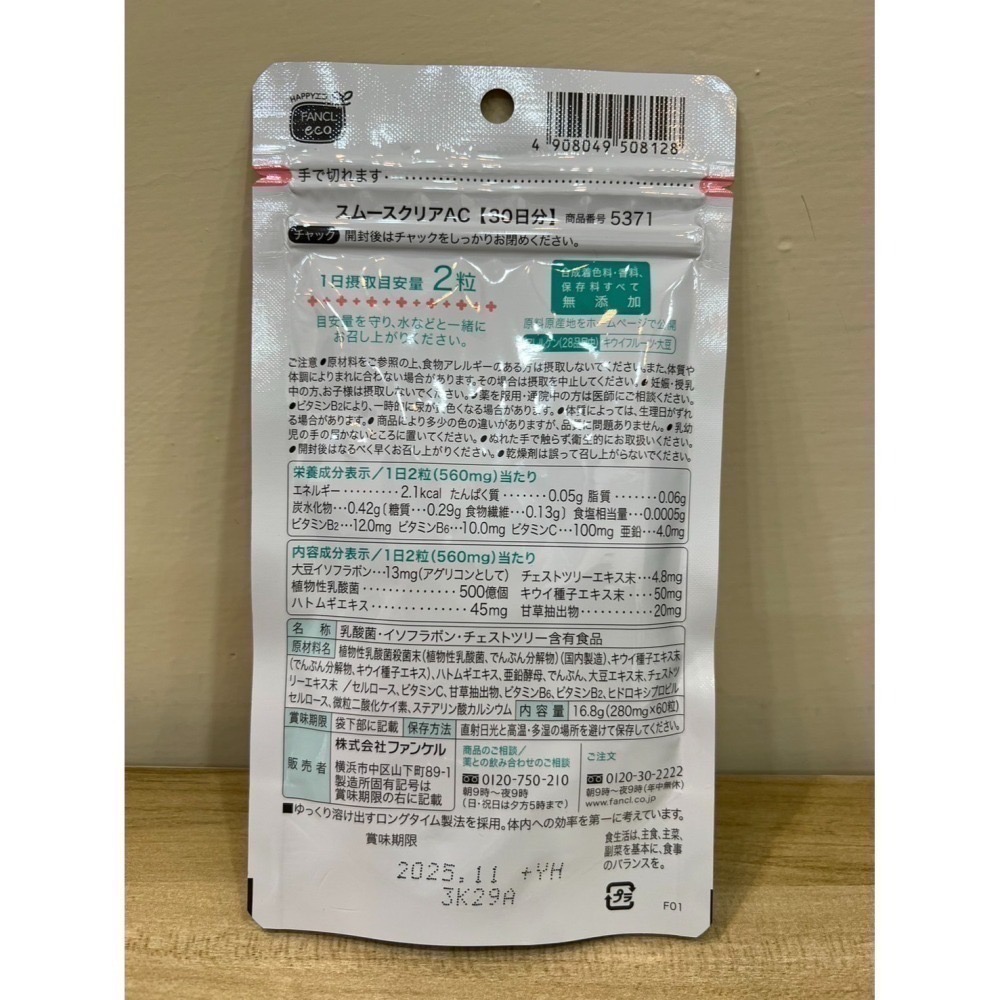 HAPPYエコ
FANCL
eco
4 908049 508128
手で切れます
スムースクリアAC【30日分】商品番号 5371
チャック 開封後はチャックをしっかりお閉めください。
1日摂取目安量 2粒
目安量を守り、水などと一緒に
お召し上がりください。
合成着色料・香料、
保存料すべて
無添加
原料原産地をホームページで公開
アレルゲン(28品目中) キウイフルーツ・大豆
ご注意 ●原材料をご参照の上、食物アレルギーのある方は摂取しないでください。また、体質や
体調によりまれに合わない場合があります。その場合は摂取を中止してください。● 妊娠・授乳
中の方、お子様は摂取しないでください。●薬を服用・通院中の方は医師にご相談ください。
●ビタミンB2により、一時的に尿が黄色くなる場合があります。●体質によっては、生理日がずれ
る場合があります。● 商品により多少の色の違いがありますが、品質に問題ありません。● 乳幼
児の手の届かないところに置いてください。●ぬれた手で触らず、衛生的にお取扱いください。
●開封後はなるべく早くお召し上がりください。●乾燥剤は誤って召し上がらないでください。
栄養成分表示/1日2粒(560mg)当たり
エネルギー………2.1kcal たんぱく質………0.05g 脂質………0.06g
炭水化物…0.42g〔糖質…0.29g 食物繊維…0.13g〕食塩相当量…0.0005g
ビタミンB2…12.0mg ビタミンB6…10.0mg ビタミンC…100mg 亜鉛…4.0mg
内容成分表示/1日2粒(560mg)当たり
大豆イソフラボン…13mg(アグリコンとして) チェストツリーエキス末…4.8mg
植物性乳酸菌…………500億個 キウイ種子エキス末……50mg
ハトムギエキス…………45mg 甘草抽出物…………20mg
名 称 乳酸菌・イソフラボン・チェストツリー含有食品
原材料名 植物性乳酸菌殺菌末(植物性乳酸菌、でんぷん分解物)(国内製造)、キウイ種子エキス末
(でんぷん分解物、キウイ種子エキス)、ハトムギエキス、亜鉛酵母、でんぷん、大豆エキス末、チェストツ
リーエキス末/セルロース、ビタミンC、甘草抽出物、ビタミンB6、ビタミンB2、ヒドロキシプロピル
セルロース、微粒二酸化ケイ素、ステアリン酸カルシウム 内容量 16.8g(280mg×60粒)
賞味期限 袋下部に記載 保存方法 直射日光と高温・多湿の場所を避けて保存してください。
販売者 株式会社ファンケル
横浜市中区山下町89-1
製造所固有記号は
賞味期限の右に記載
商品のご相談/
薬との飲み合わせのご相談
0120-750-210
朝9時〜夜9時
(日・祝日は夕方5時まで)
ご注文
0120-30-2222
朝9時〜夜9時(年中無休)
www.fancl.co.jp
■ゆっくり溶け出すロングタイム製法を採用。体内への効率を第一に考えています。
賞味期限
食生活は、主食、主菜、
副菜を基本に、食事
のバランスを。
2025.11 +YH
3K29A
プラ
F01